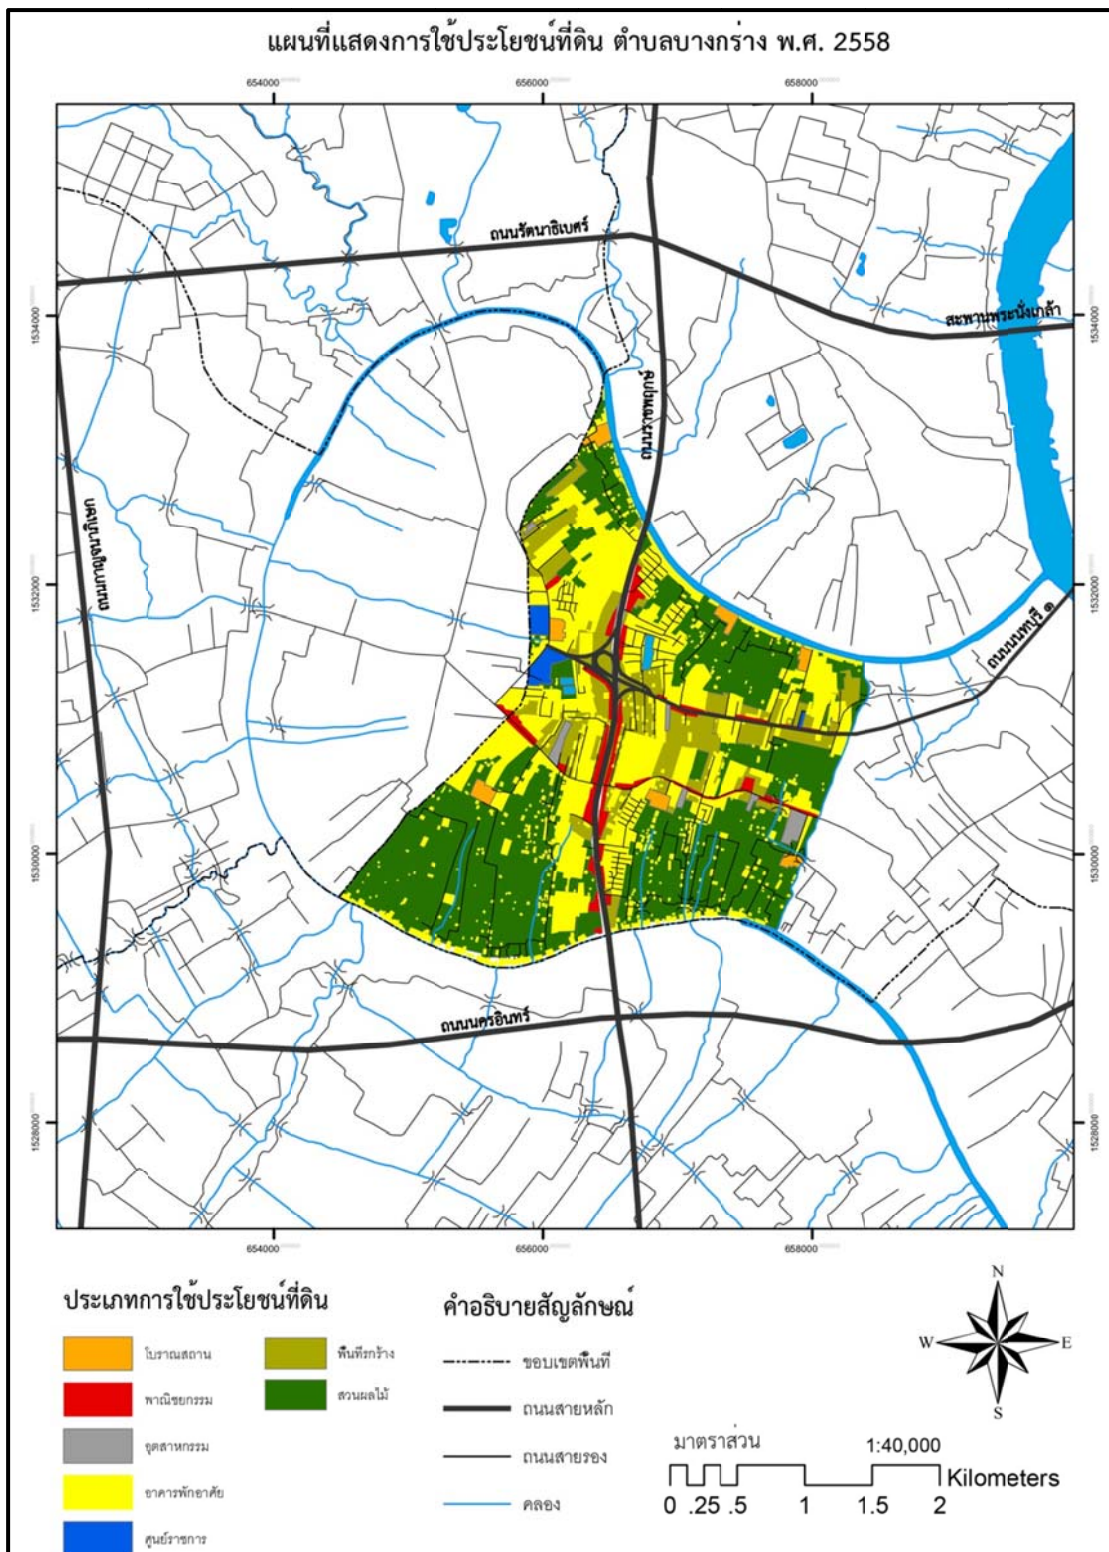 แผนที่แสดงการใช้ประโยชน์ที่ดิน ตำบลบางกร่าง พ.ศ. 2558
654000
656000
658000
ถนนรัตนาธิเบศร์
สะพานพระนั่งเกล้า
1534000
1534000
ถนนราชพฤกษ์
1532000
1532000
ถนนนนทบุรี ๑
1530000
1530000
ถนนนครอินทร์
1528000
1528000
654000
656000
658000
ประเภทการใช้ประโยชน์ที่ดิน
โบราณสถาน
พาณิชยกรรม
อุตสาหกรรม
อาคารพักอาศัย
ศูนย์ราชการ
พื้นที่รกร้าง
สวนผลไม้
คำอธิบายสัญลักษณ์
ขอบเขตพื้นที่
ถนนสายหลัก
ถนนสายรอง
คลอง
N
W
E
S
มาตราส่วน 1:40,000
Kilometers
0 .25 .5 1 1.5 2